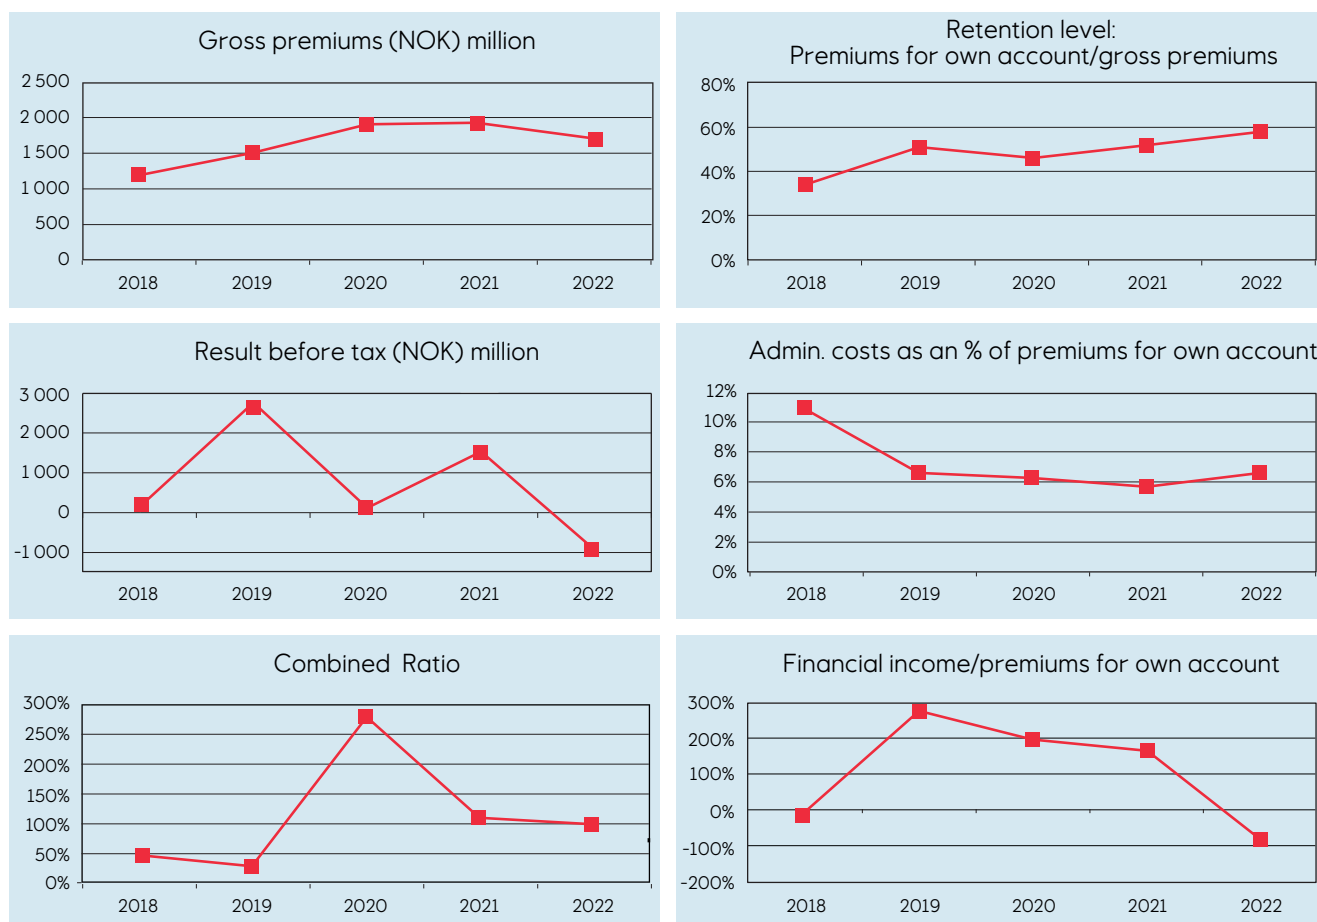 Gross premiums (NOK) million
2 500
2 000
1 500
1 000
500
0
2018 2019 2020 2021 2022
Retention level:
Premiums for own account/gross premiums
80%
60%
40%
20%
0%
2018 2019 2020 2021 2022
Result before tax (NOK) million
3 000
2 000
1 000
0
-1 000
2018 2019 2020 2021 2022
Admin. costs as an % of premiums for own account
12%
10%
8%
6%
4%
2%
0%
2018 2019 2020 2021 2022
Combined Ratio
300%
250%
200%
150%
100%
50%
0%
2018 2019 2020 2021 2022
Financial income/premiums for own account
300%
200%
100%
0%
-100%
-200%
2018 2019 2020 2021 2022